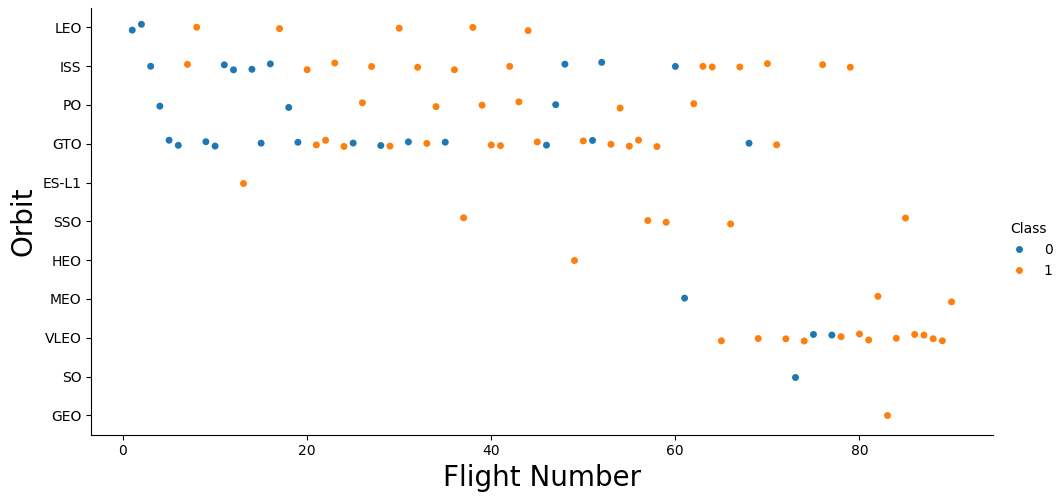 LEO
ISS
PO
GTO
ES-L1
SSO
HEO
MEO
VLEO
SO
GEO
Orbit
0
20
40
60
80
Flight Number
Class
0
1